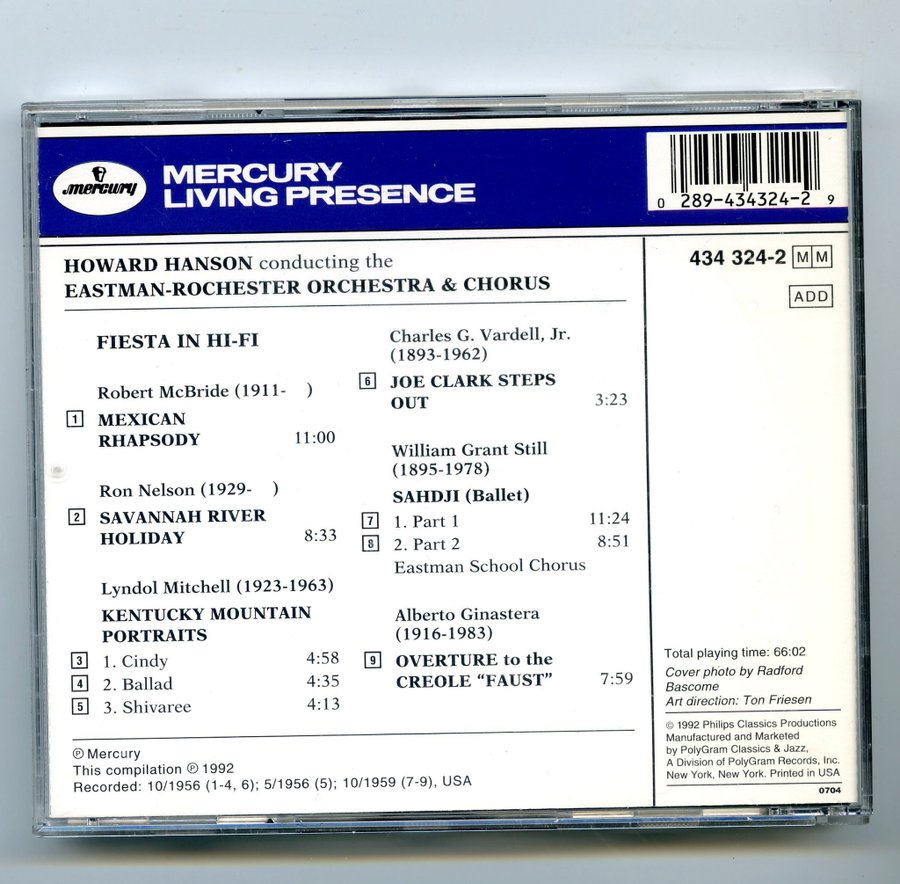 mercury
MERCURY
LIVING PRESENCE
0 289-434324-2 9
434 324-2 MM
ADD
HOWARD HANSON conducting the
EASTMAN-ROCHESTER ORCHESTRA & CHORUS
FIESTA IN HI-FI
Robert McBride (1911-    )
1 MEXICAN
RHAPSODY 11:00
Ron Nelson (1929-    )
2 SAVANNAH RIVER
HOLIDAY 8:33
Lyndol Mitchell (1923-1963)
KENTUCKY MOUNTAIN
PORTRAITS
3 1. Cindy 4:58
4 2. Ballad 4:35
5 3. Shivaree 4:13
Charles G. Vardell, Jr.
(1893-1962)
6 JOE CLARK STEPS
OUT 3:23
William Grant Still
(1895-1978)
SAHDJI (Ballet)
7 1. Part 1 11:24
8 2. Part 2 8:51
Eastman School Chorus
Alberto Ginastera
(1916-1983)
9 OVERTURE to the
CREOLE “FAUST” 7:59
℗ Mercury
This compilation ℗ 1992
Recorded: 10/1956 (1-4, 6); 5/1956 (5); 10/1959 (7-9), USA
Total playing time: 66:02
Cover photo by Radford
Bascome
Art direction: Ton Friesen
© 1992 Philips Classics Productions
Manufactured and Marketed
by PolyGram Classics & Jazz,
A Division of PolyGram Records, Inc.
New York, New York. Printed in USA
0704